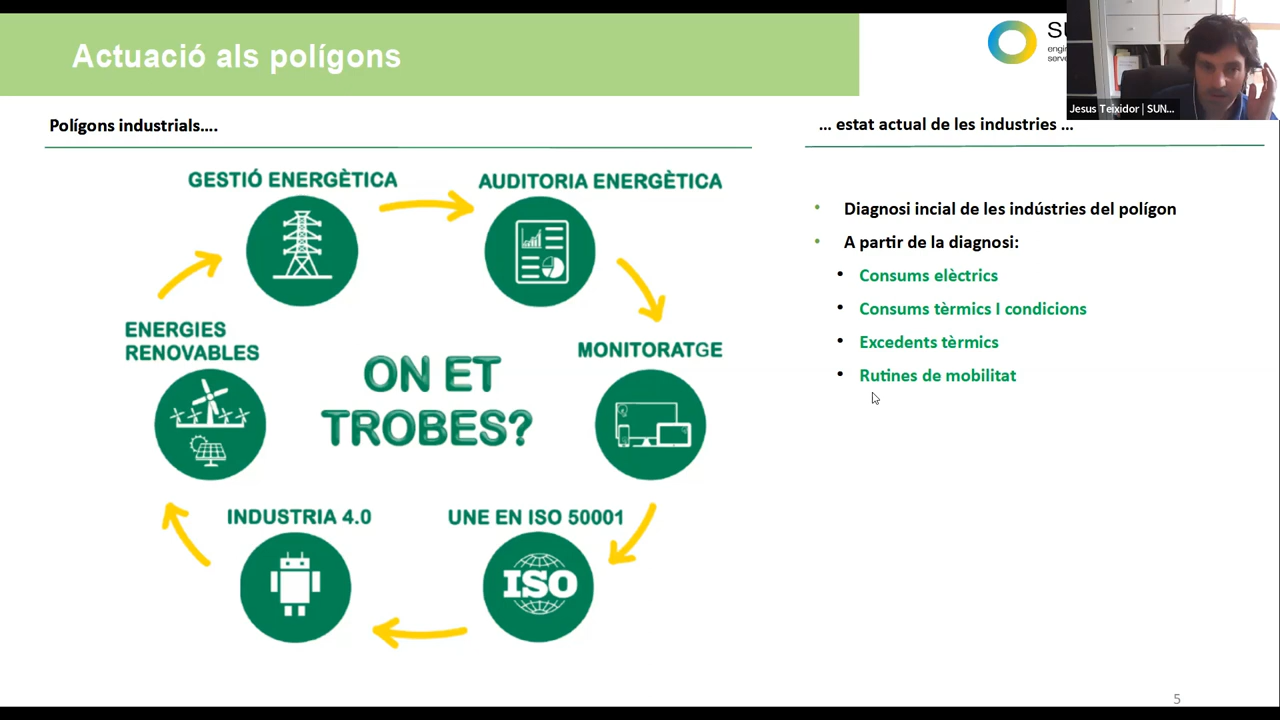 Actuació als polígons
Jesus Teixidor | SUN...
Polígons industrials....
... estat actual de les industries ...
GESTIÓ ENERGÈTICA
AUDITORIA ENERGÈTICA
MONITORATGE
UNE EN ISO 50001
ISO
INDUSTRIA 4.0
ENERGIES
RENOVABLES
ON ET
TROBES?
• Diagnosi incial de les indústries del polígon
• A partir de la diagnosi:
• Consums elèctrics
• Consums tèrmics I condicions
• Excedents tèrmics
• Rutines de mobilitat
5